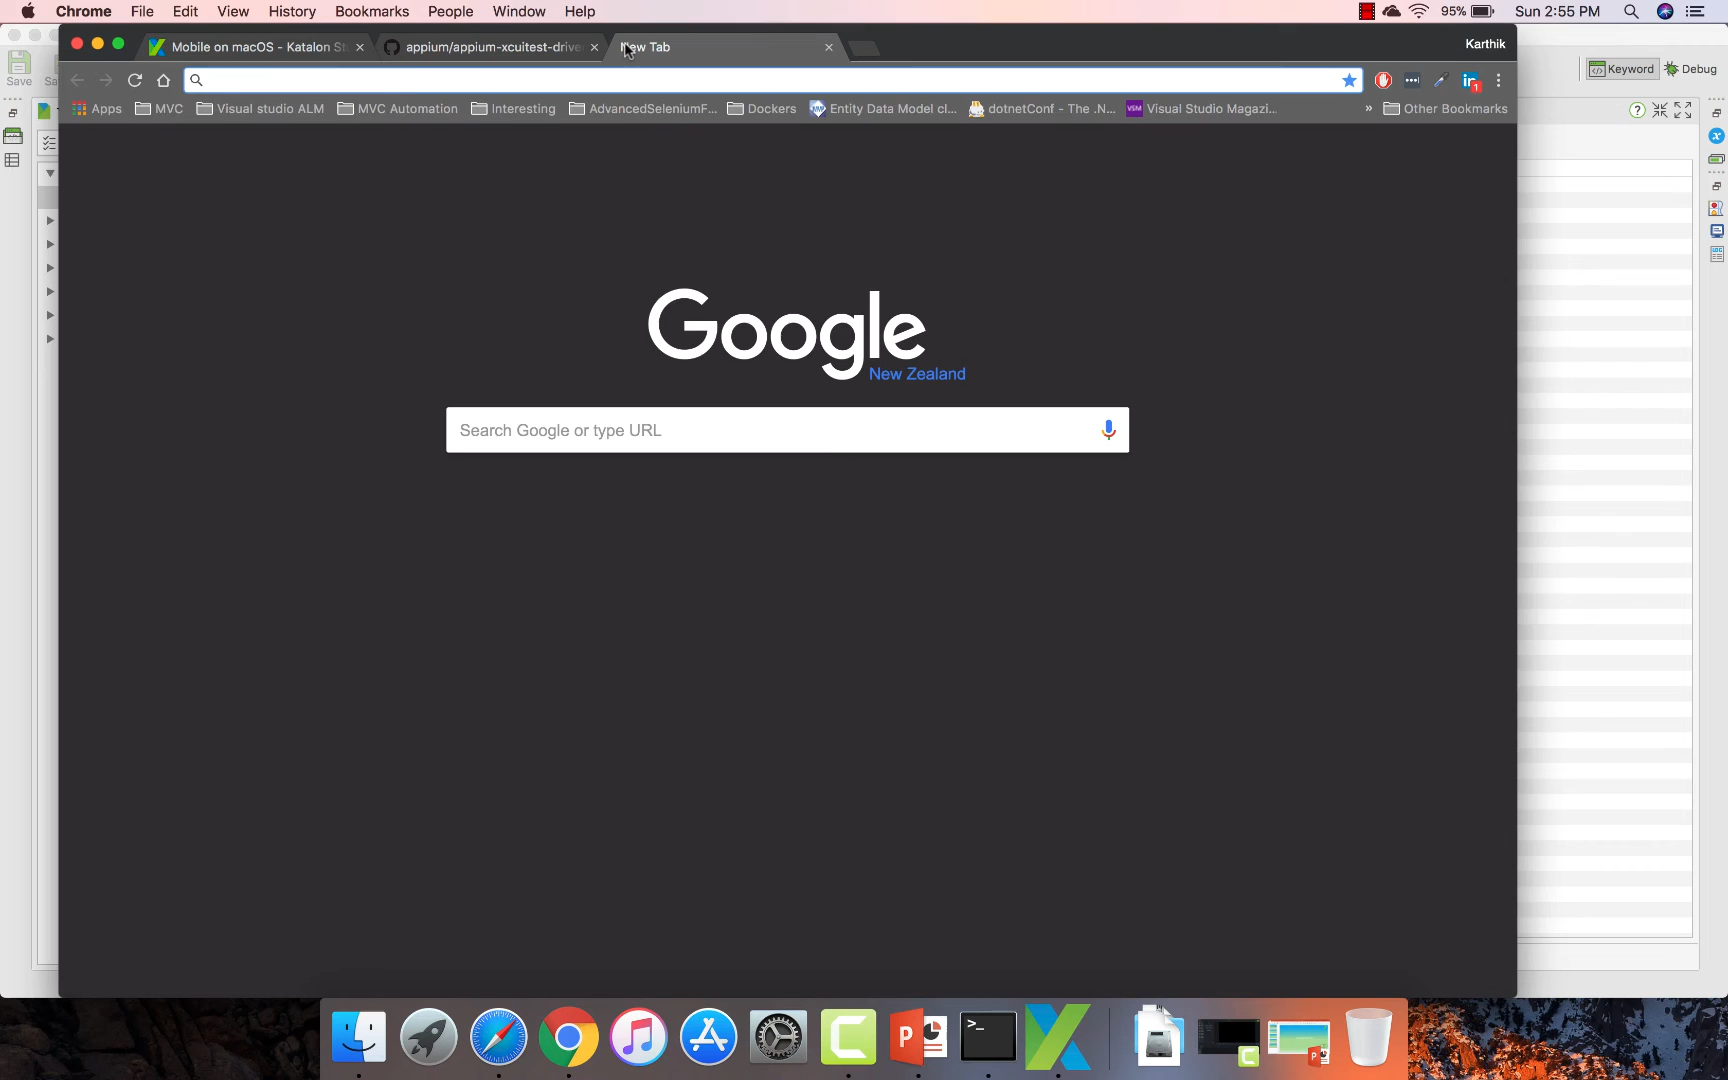 Chrome File Edit View History Bookmarks People Window Help 95% Sun 2:55 PM
Mobile on macOS - Katalon St appium/appium-xcuitest-drive New Tab Karthik
Save Sa Keyword Debug
Apps MVC Visual studio ALM MVC Automation Interesting AdvancedSeleniumF... Dockers Entity Data Model cl... dotnetConf - The .N... VSM Visual Studio Magazi... » Other Bookmarks
Google
New Zealand
Search Google or type URL